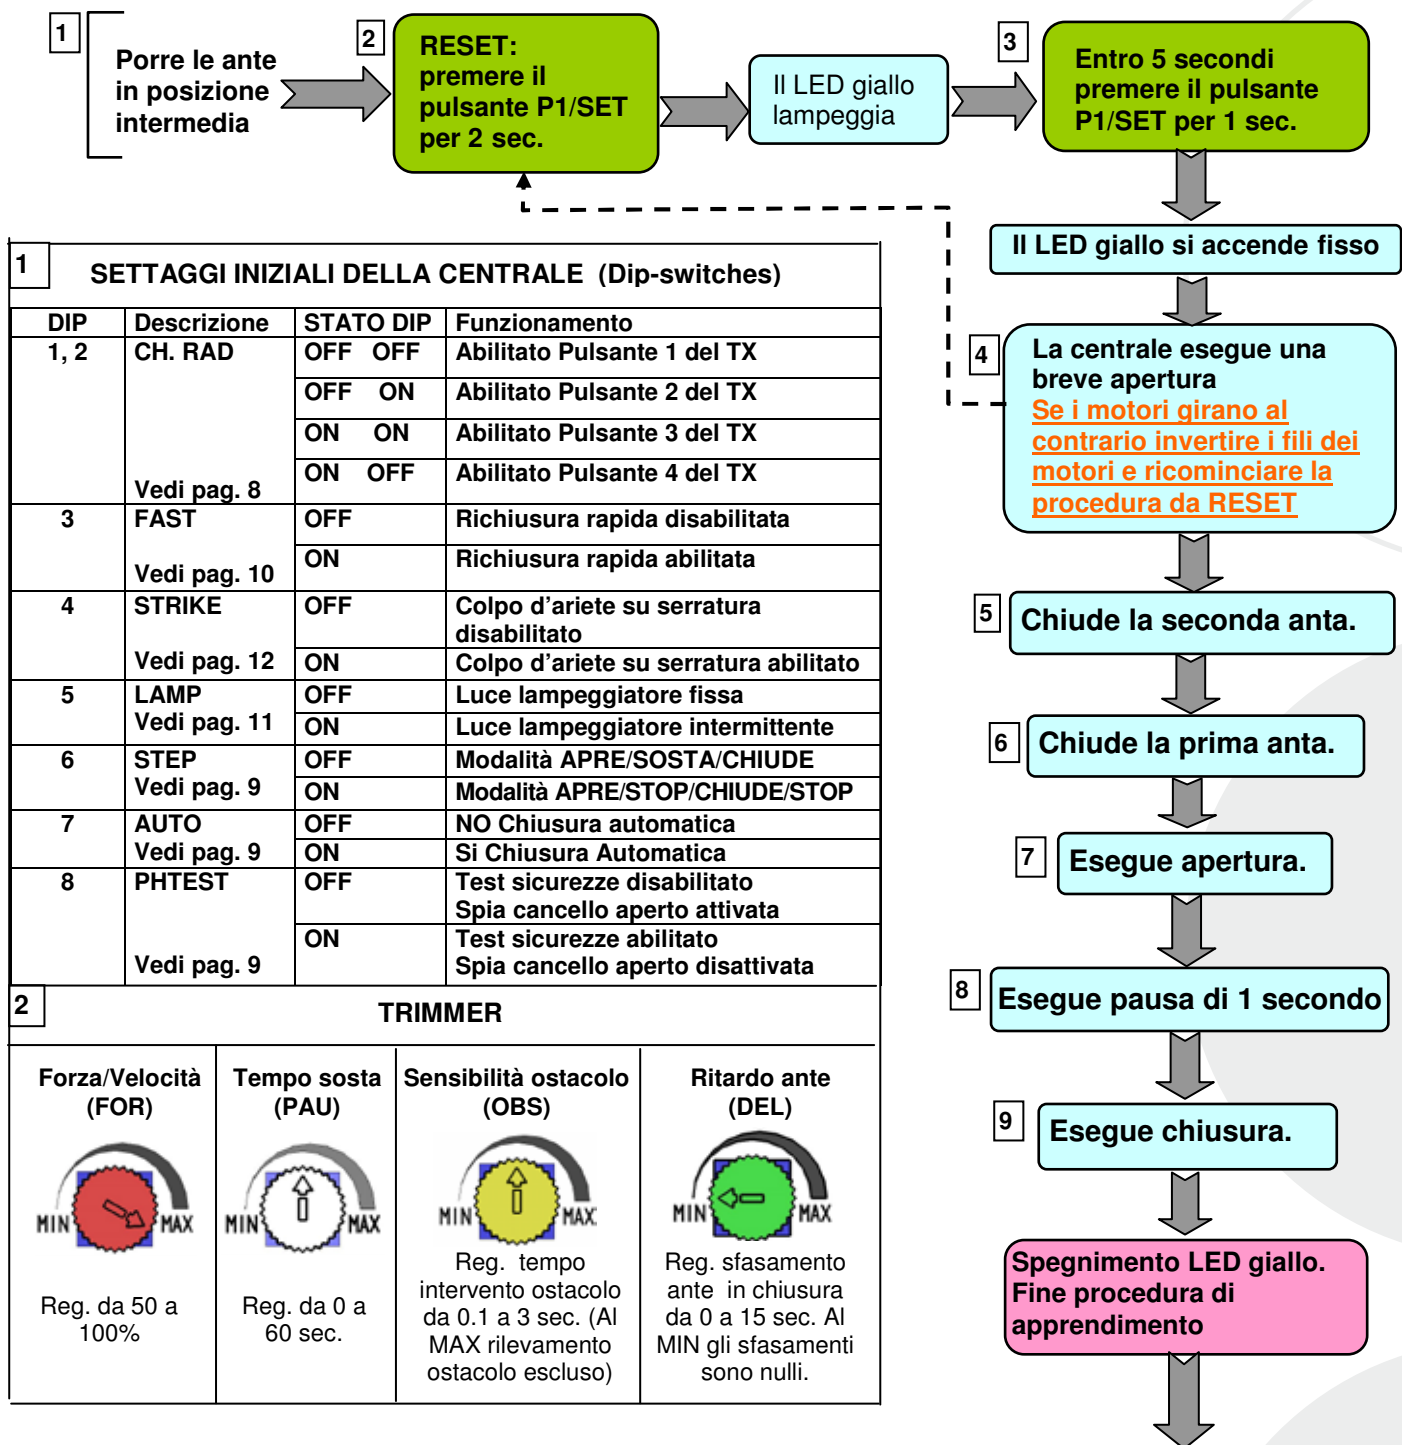 1
Porre le ante
in posizione
intermedia
2
RESET:
premere il
pulsante P1/SET
per 2 sec.
Il LED giallo
lampeggia
3
Entro 5 secondi
premere il pulsante
P1/SET per 1 sec.
Il LED giallo si accende fisso
4
La centrale esegue una
breve apertura
Se i motori girano al
contrario invertire i fili dei
motori e ricominciare la
procedura da RESET
5
Chiude la seconda anta.
6
Chiude la prima anta.
7
Esegue apertura.
8
Esegue pausa di 1 secondo
9
Esegue chiusura.
Spegnimento LED giallo.
Fine procedura di
apprendimento
1
SETTAGGI INIZIALI DELLA CENTRALE (Dip-switches)
DIP Descrizione STATO DIP Funzionamento
1, 2 CH. RAD OFF OFF Abilitato Pulsante 1 del TX
OFF ON Abilitato Pulsante 2 del TX
ON ON Abilitato Pulsante 3 del TX
ON OFF Abilitato Pulsante 4 del TX
Vedi pag. 8
3 FAST OFF Richiusura rapida disabilitata
ON Richiusura rapida abilitata
Vedi pag. 10
4 STRIKE OFF Colpo d'ariete su serratura
disabilitato
Vedi pag. 12 ON Colpo d'ariete su serratura abilitato
5 LAMP OFF Luce lampeggiatore fissa
Vedi pag. 11 ON Luce lampeggiatore intermittente
6 STEP OFF Modalità APRE/SOSTA/CHIUDE
Vedi pag. 9 ON Modalità APRE/STOP/CHIUDE/STOP
7 AUTO OFF NO Chiusura automatica
Vedi pag. 9 ON Si Chiusura Automatica
8 PHTEST OFF Test sicurezze disabilitato
Spia cancello aperto attivata
ON Test sicurezze abilitato
Vedi pag. 9 Spia cancello aperto disattivata
2
TRIMMER
Forza/Velocità
(FOR)
MIN MAX
Reg. da 50 a
100%
Tempo sosta
(PAU)
MIN MAX
Reg. da 0 a
60 sec.
Sensibilità ostacolo
(OBS)
MIN MAX
Reg. tempo
intervento ostacolo
da 0.1 a 3 sec. (Al
MAX rilevamento
ostacolo escluso)
Ritardo ante
(DEL)
MIN MAX
Reg. sfasamento
ante in chiusura
da 0 a 15 sec. Al
MIN gli sfasamenti
sono nulli.